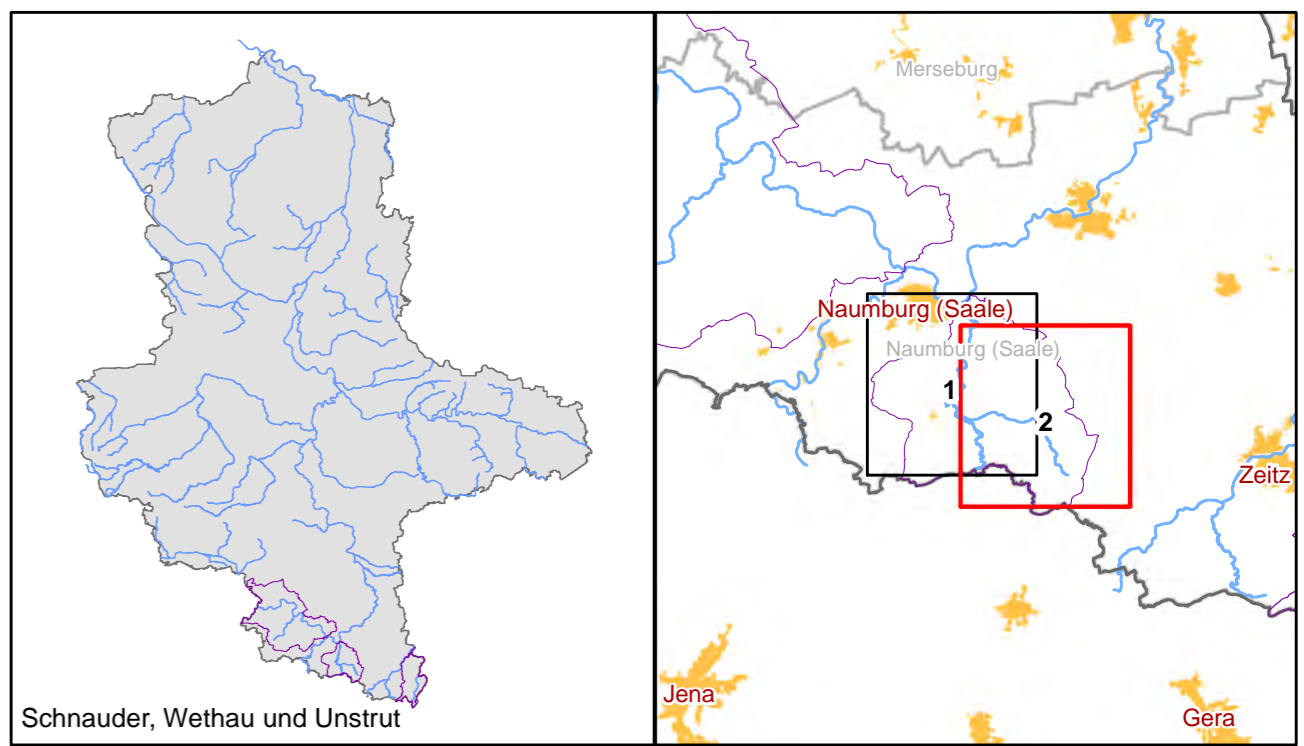 Schnauder, Wethau und Unstrut
Merseburg
Naumburg (Saale)
Naumburg (Saale)
1
2
Zeitz
Jena
Gera